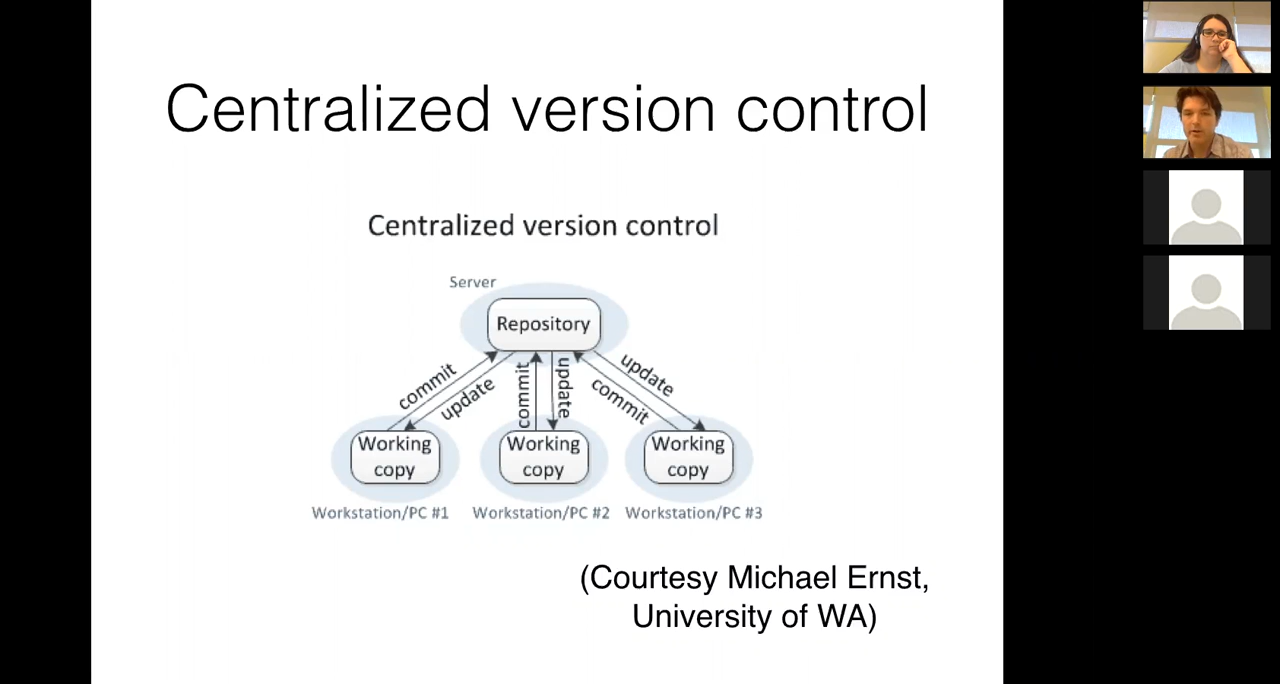 Centralized version control
Centralized version control
Server
Repository
commit
update
commit
update
update
commit
Working
copy
Working
copy
Working
copy
Workstation/PC #1
Workstation/PC #2
Workstation/PC #3
(Courtesy Michael Ernst,
University of WA)